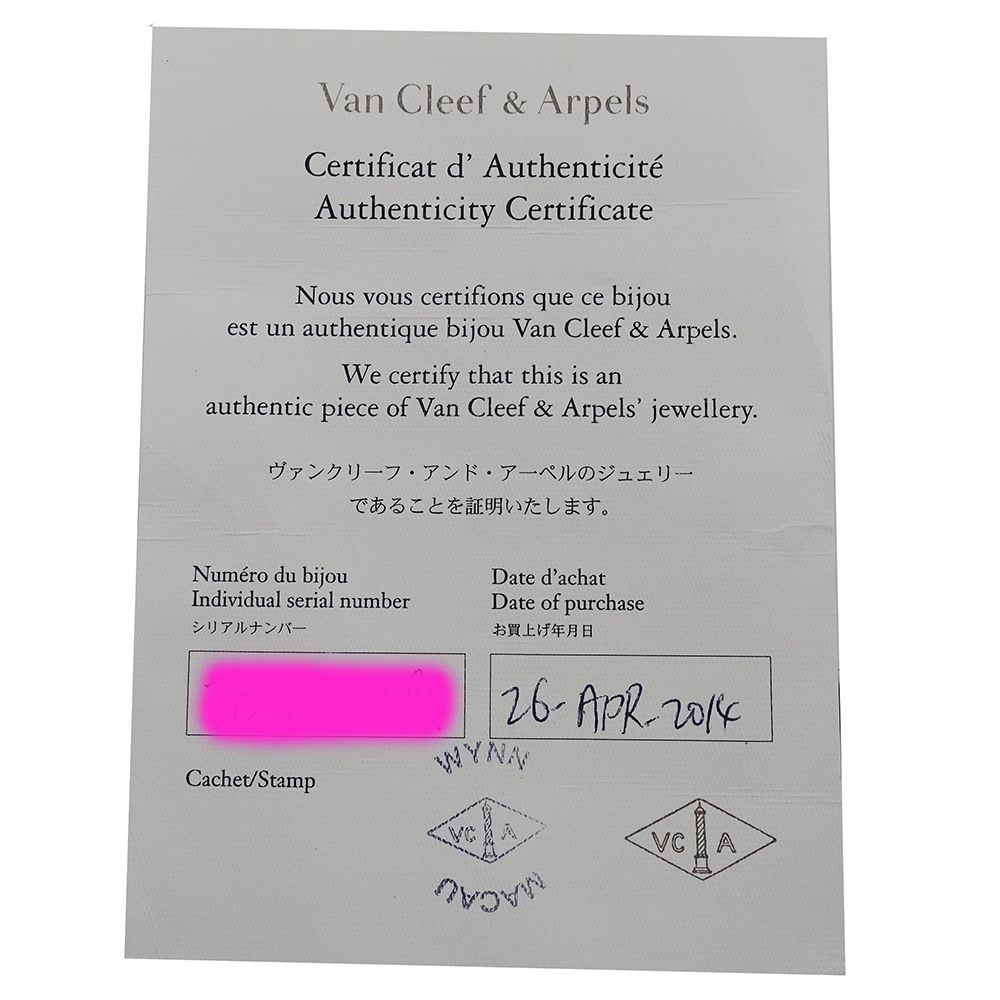 Van Cleef & Arpels
Certificat d' Authenticité
Authenticity Certificate
Nous vous certifions que ce bijou
est un authentique bijou Van Cleef & Arpels.
We certify that this is an
authentic piece of Van Cleef & Arpels' jewellery.
ヴァンクリーフ・アンド・アーペルのジュエリー
であることを証明いたします。
Numéro du bijou
Individual serial number
シリアルナンバー
Date d'achat
Date of purchase
お買上げ年月日
26-APR-2014
Cachet/Stamp
WYNN
VC A
MACAU
VC A